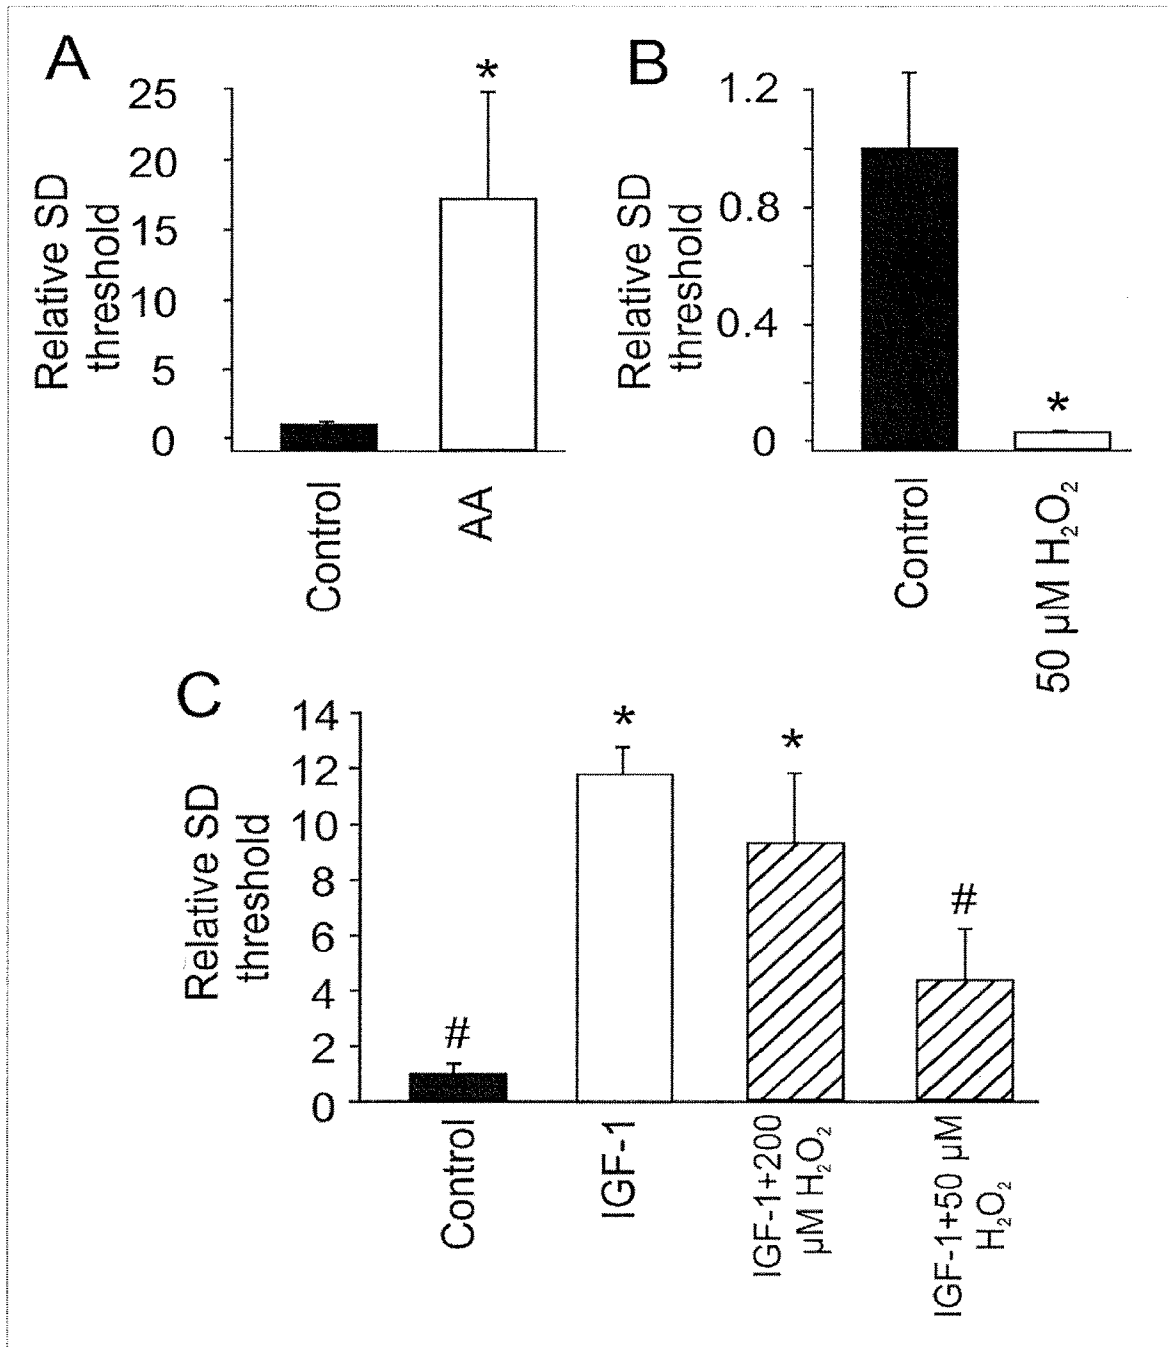 A
Relative SD
threshold
25
20
15
10
5
0
*
Control
AA
B
Relative SD
threshold
1.2
0.8
0.4
0
*
Control
50 µM H₂O₂
C
Relative SD
threshold
14
12
10
8
6
4
2
0
#
*
*
#
Control
IGF-1
IGF-1+200
µM H₂O₂
IGF-1+50 µM
H₂O₂